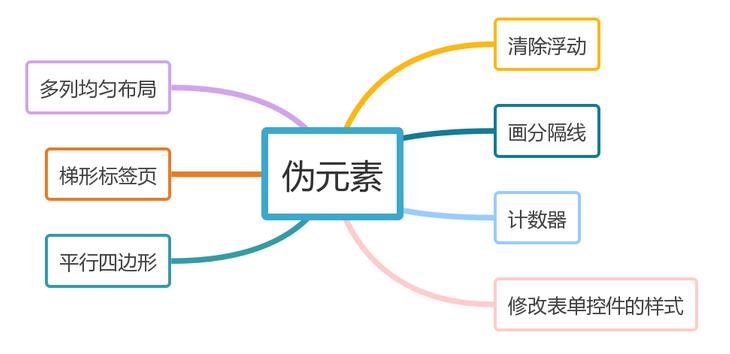 清除浮动
多列均匀布局
画分隔线
伪元素
梯形标签页
计数器
平行四边形
修改表单控件的样式